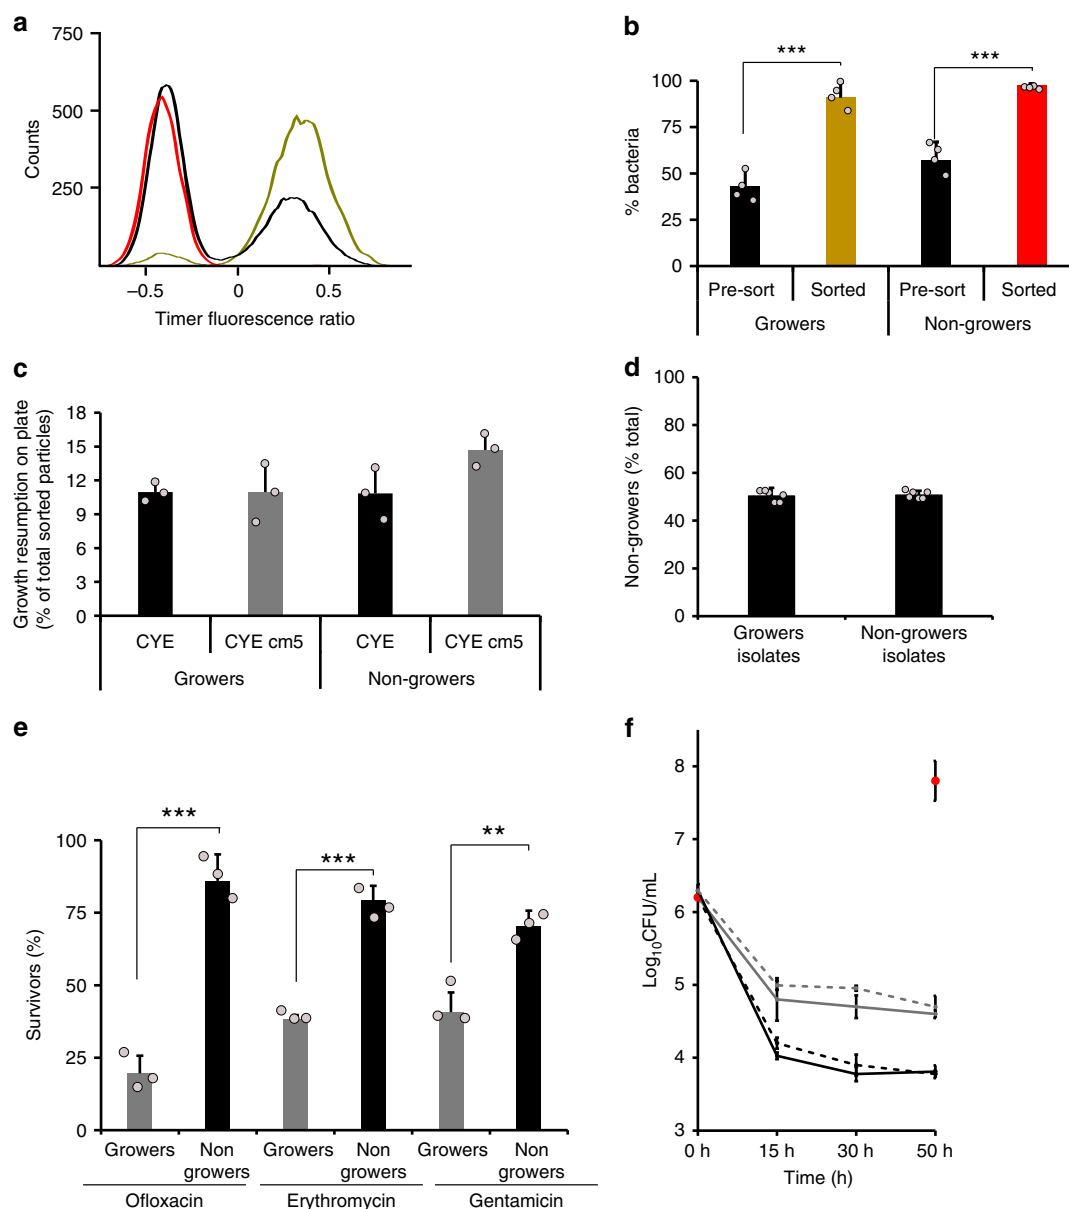 a
750
500
250
Counts
−0.5
0
0.5
Timer fluorescence ratio
b
***
***
100
75
50
25
0
% bacteria
Pre-sort
Sorted
Pre-sort
Sorted
Growers
Non-growers
c
18
15
12
9
6
3
0
Growth resumption on plate
(% of total sorted particles)
CYE
CYE cm5
CYE
CYE cm5
Growers
Non-growers
d
100
80
60
40
20
0
Non-growers (% total)
Growers
isolates
Non-growers
isolates
e
***
***
**
100
75
50
25
0
Survivors (%)
Growers
Non
growers
Growers
Non
growers
Growers
Non
growers
Ofloxacin
Erythromycin
Gentamicin
f
8
7
6
5
4
3
Log10CFU/mL
0 h
15 h
30 h
50 h
Time (h)